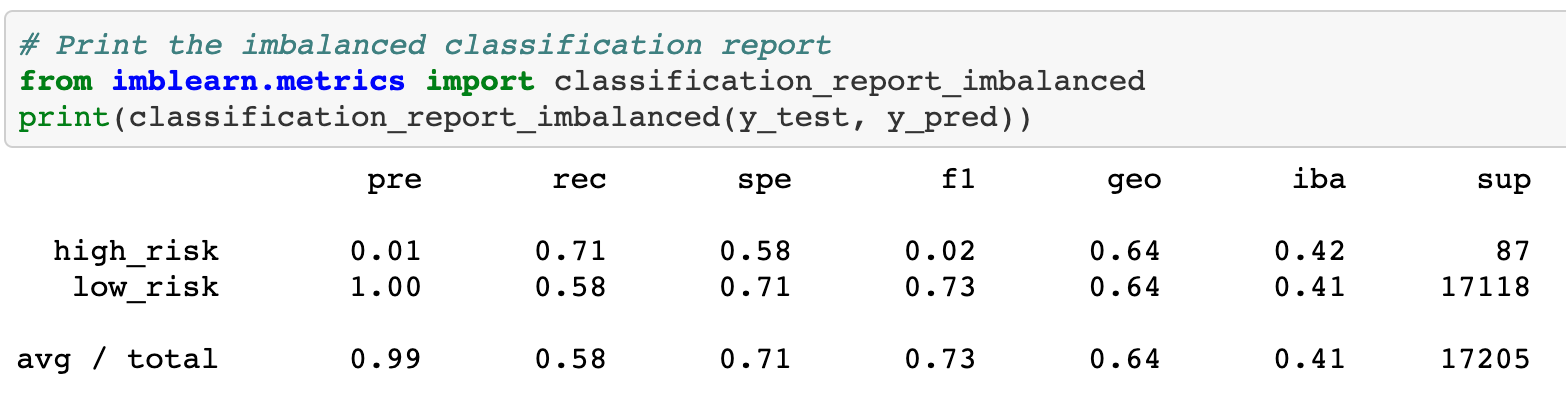 # Print the imbalanced classification report
from imblearn.metrics import classification_report_imbalanced
print(classification_report_imbalanced(y_test, y_pred))
pre rec spe f1 geo iba sup
high_risk 0.01 0.71 0.58 0.02 0.64 0.42 87
low_risk 1.00 0.58 0.71 0.73 0.64 0.41 17118
avg / total 0.99 0.58 0.71 0.73 0.64 0.41 17205